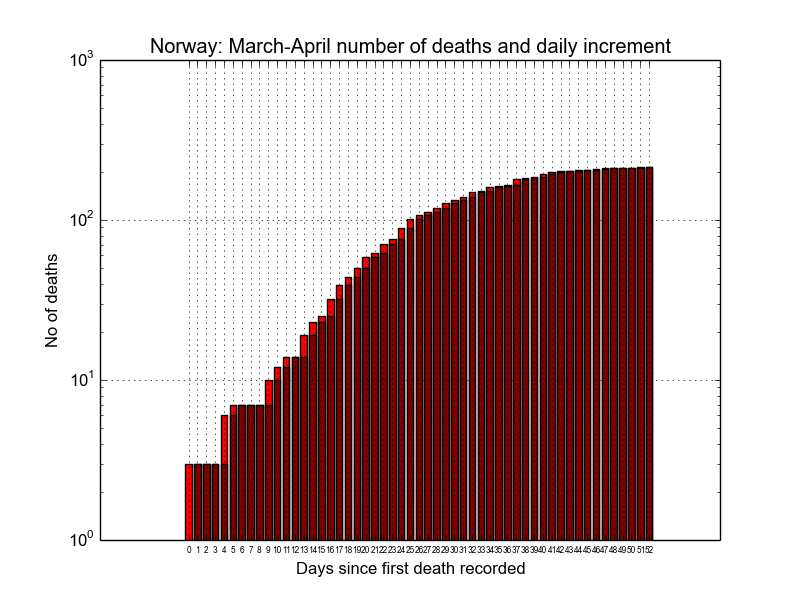 Norway: March-April number of deaths and daily increment
10³
10²
10¹
10⁰
No of deaths
0 1 2 3 4 5 6 7 8 9 10 11 12 13 14 15 16 17 18 19 20 21 22 23 24 25 26 27 28 29 30 31 32 33 34 35 36 37 38 39 40 41 42 43 44 45 46 47 48 49 50 51 52
Days since first death recorded